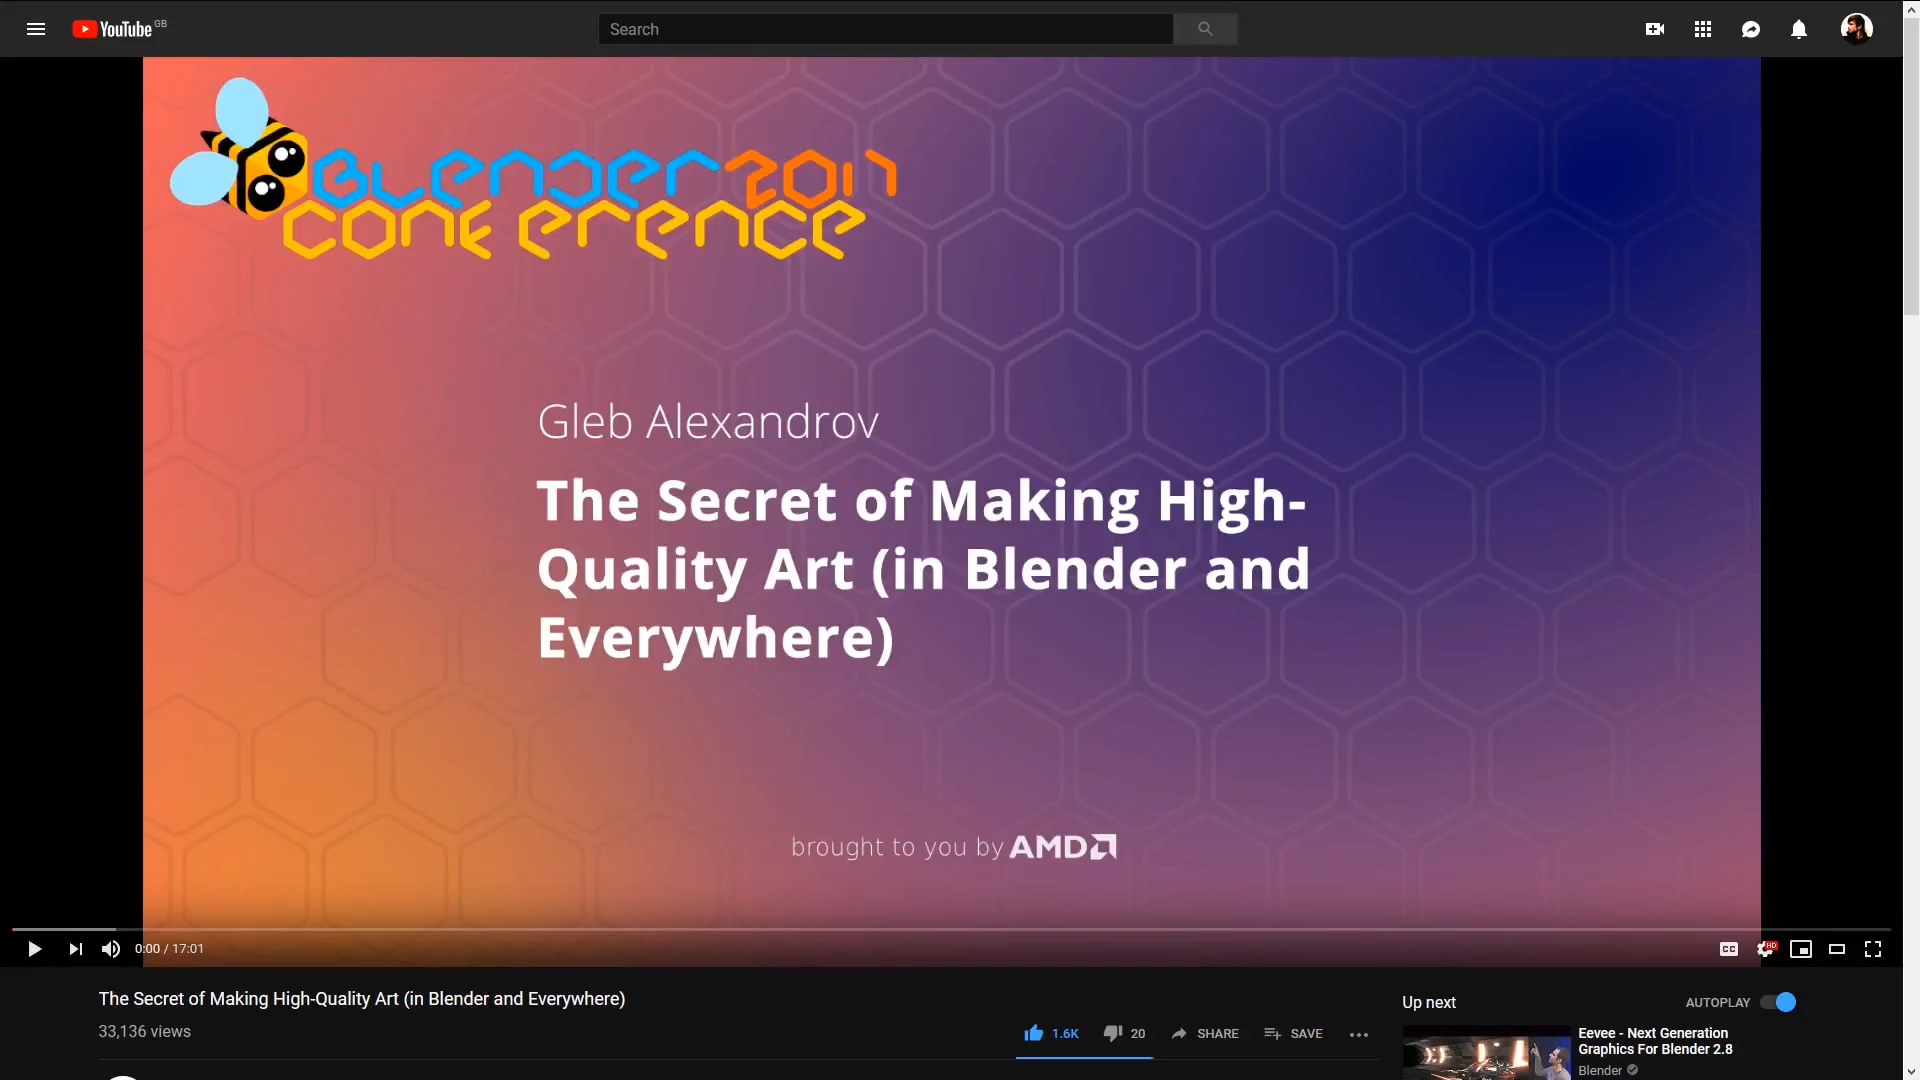 YouTube GB
Search
BLENDER 2017
CONFERENCE
Gleb Alexandrov
The Secret of Making High-
Quality Art (in Blender and
Everywhere)
brought to you by AMD
0:00 / 17:01
CC
HD
The Secret of Making High-Quality Art (in Blender and Everywhere)
33,136 views
1.6K
20
SHARE
SAVE
Up next
AUTOPLAY
Eevee - Next Generation
Graphics For Blender 2.8
Blender